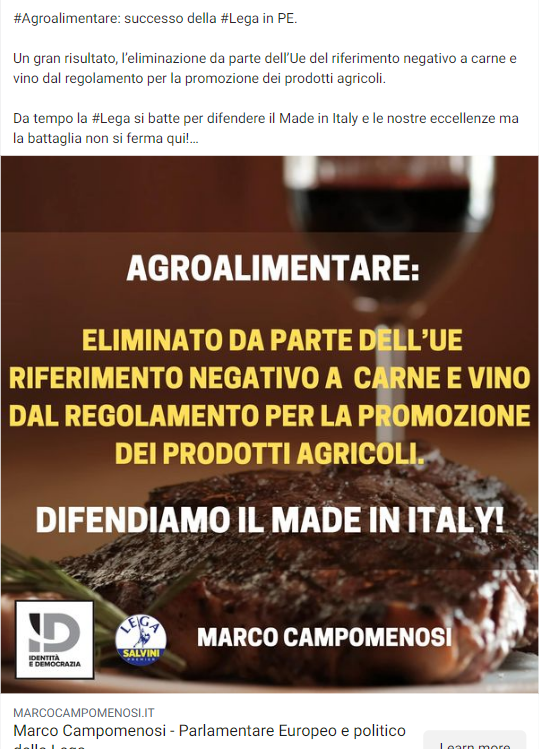 #Agroalimentare: successo della #Lega in PE.
Un gran risultato, l'eliminazione da parte dell'Ue del riferimento negativo a carne e
vino dal regolamento per la promozione dei prodotti agricoli.
Da tempo la #Lega si batte per difendere il Made in Italy e le nostre eccellenze ma
la battaglia non si ferma qui!...
AGROALIMENTARE:
ELIMINATO DA PARTE DELL'UE
RIFERIMENTO NEGATIVO A CARNE E VINO
DAL REGOLAMENTO PER LA PROMOZIONE
DEI PRODOTTI AGRICOLI.
DIFENDIAMO IL MADE IN ITALY!
ID
IDENTITÀ
E DEMOCRAZIA
LEGA
SALVINI
PREMIER
MARCO CAMPOMENOSI
MARCOCAMPOMENOSI.IT
Marco Campomenosi - Parlamentare Europeo e politico
della Lega
Learn more